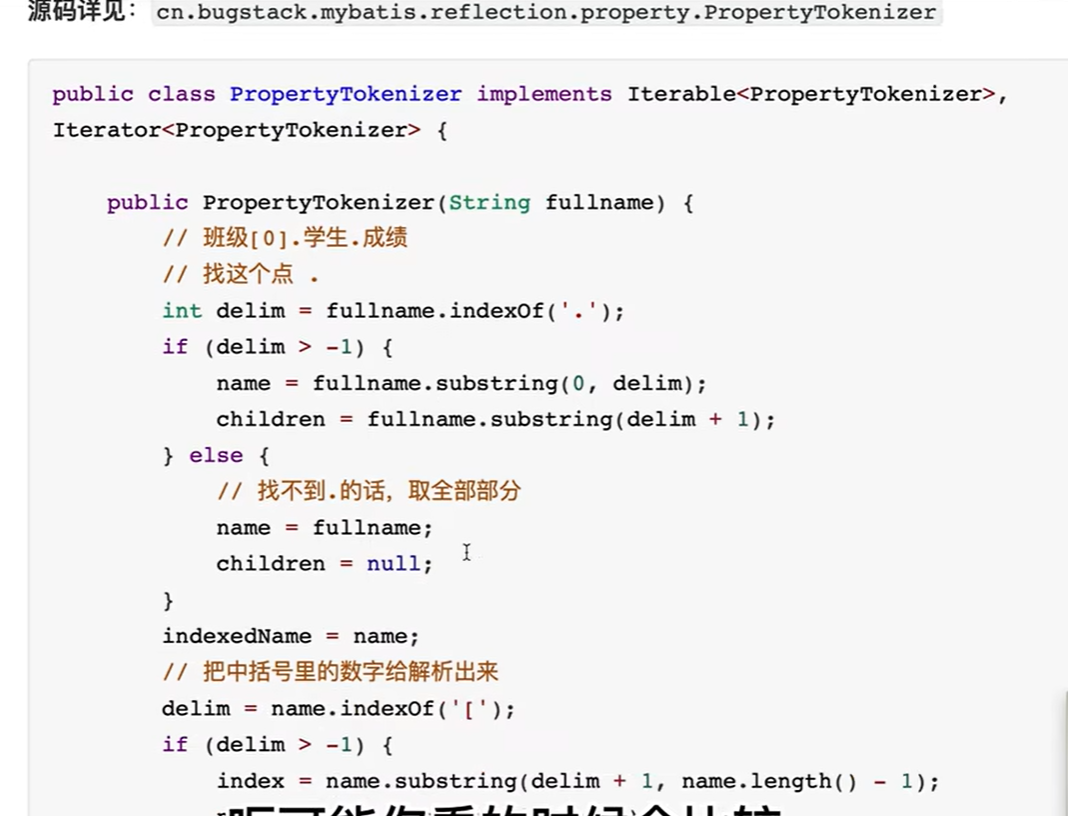 源码详见： cn.bugstack.mybatis.reflection.property.PropertyTokenizer
public class PropertyTokenizer implements Iterable<PropertyTokenizer>,
Iterator<PropertyTokenizer> {
public PropertyTokenizer(String fullname) {
// 班级[0].学生.成绩
// 找这个点 .
int delim = fullname.indexOf('.');
if (delim > -1) {
name = fullname.substring(0, delim);
children = fullname.substring(delim + 1);
} else {
// 找不到.的话，取全部部分
name = fullname;
children = null;
}
indexedName = name;
// 把中括号里的数字给解析出来
delim = name.indexOf('[');
if (delim > -1) {
index = name.substring(delim + 1, name.length() - 1);